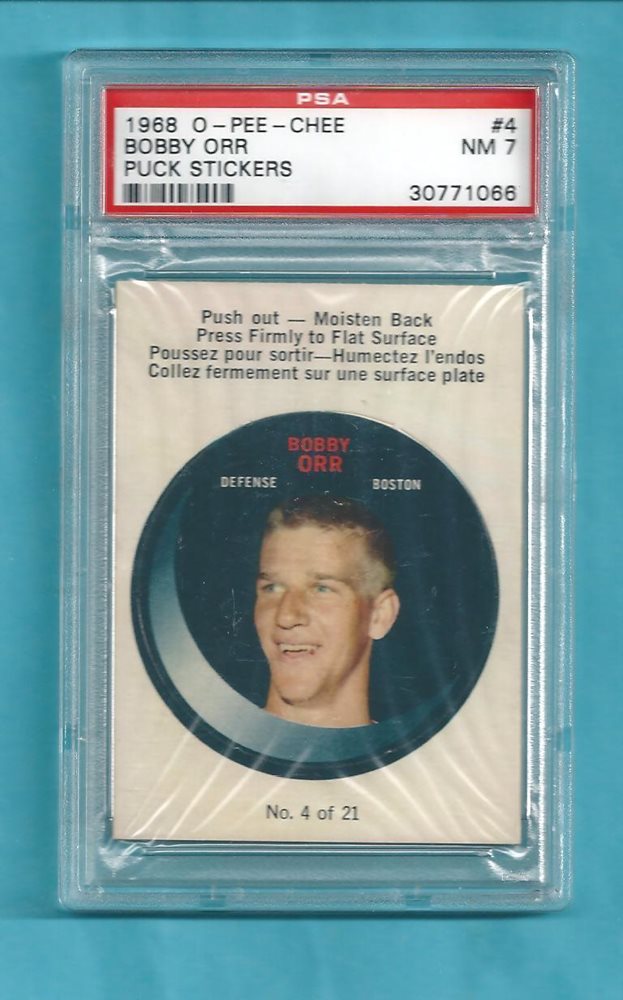 PSA
1968 O-PEE-CHEE #4
BOBBY ORR NM 7
PUCK STICKERS
30771066
Push out — Moisten Back
Press Firmly to Flat Surface
Poussez pour sortir—Humectez l'endos
Collez fermement sur une surface plate
BOBBY
ORR
DEFENSE BOSTON
No. 4 of 21